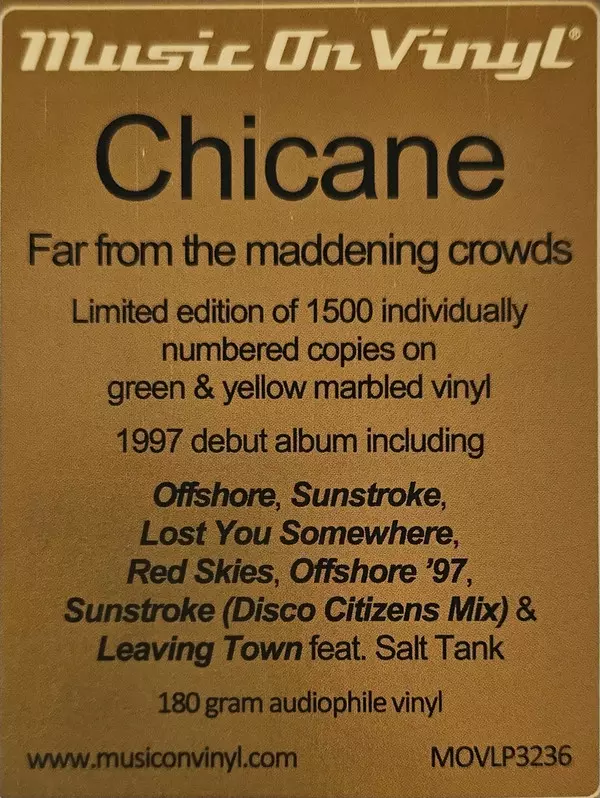 Music On Vinyl®
Chicane
Far from the maddening crowds
Limited edition of 1500 individually
numbered copies on
green & yellow marbled vinyl
1997 debut album including
Offshore, Sunstroke,
Lost You Somewhere,
Red Skies, Offshore ’97,
Sunstroke (Disco Citizens Mix) &
Leaving Town feat. Salt Tank
180 gram audiophile vinyl
www.musiconvinyl.com MOVLP3236